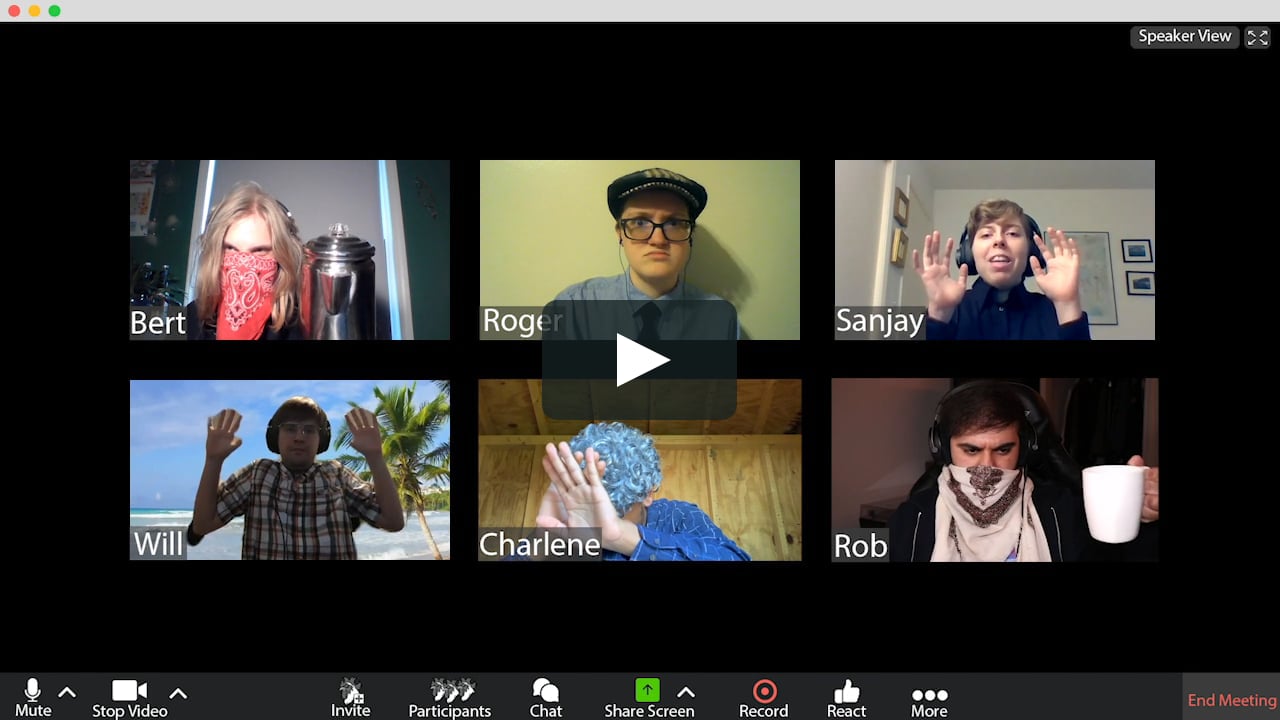 Speaker View
Bert
Roger
Sanjay
Will
Charlene
Rob
Mute
Stop Video
Invite
Participants
Chat
Share Screen
Record
React
More
End Meeting